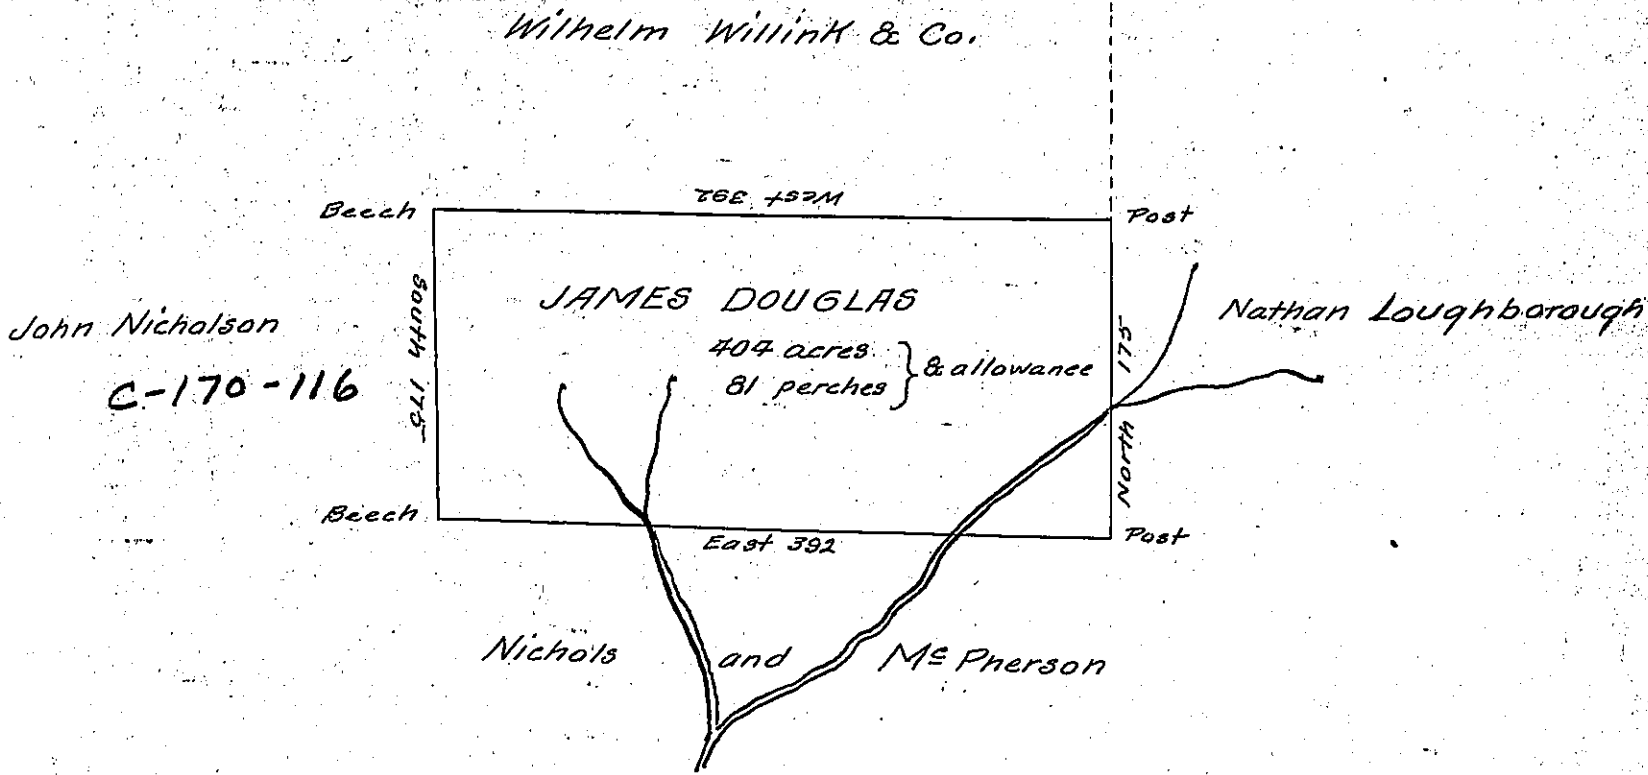 Wilhelm Willink & Co.
West 392
Beech
Post
JAMES DOUGLAS
South 175
John Nicholson
404 acres
81 perches } & allowance
North 175
Nathan Loughborough
C-170-116
Beech
East 392
Post
Nichols and Mc Pherson